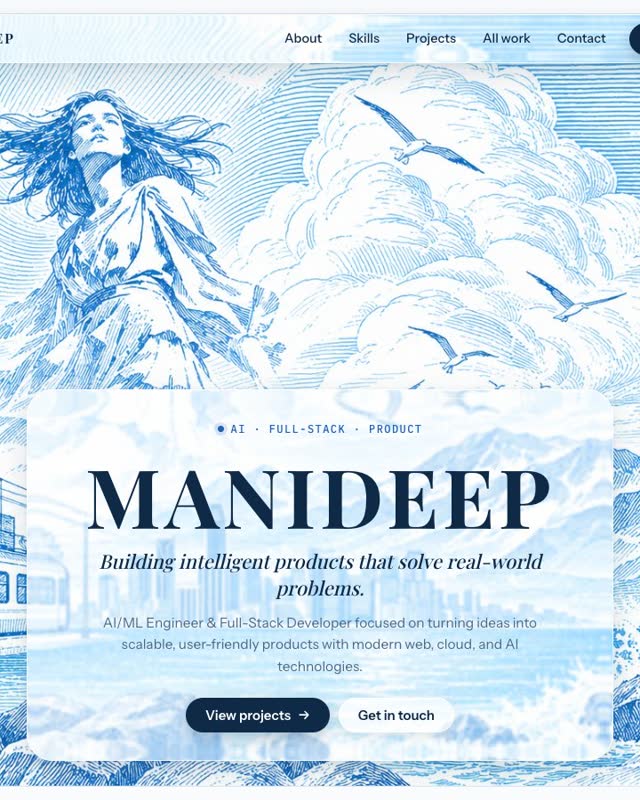 EP
About Skills Projects All work Contact
AI · FULL-STACK · PRODUCT
MANIDEEP
Building intelligent products that solve real-world
problems.
AI/ML Engineer & Full-Stack Developer focused on turning ideas into
scalable, user-friendly products with modern web, cloud, and AI
technologies.
View projects → Get in touch